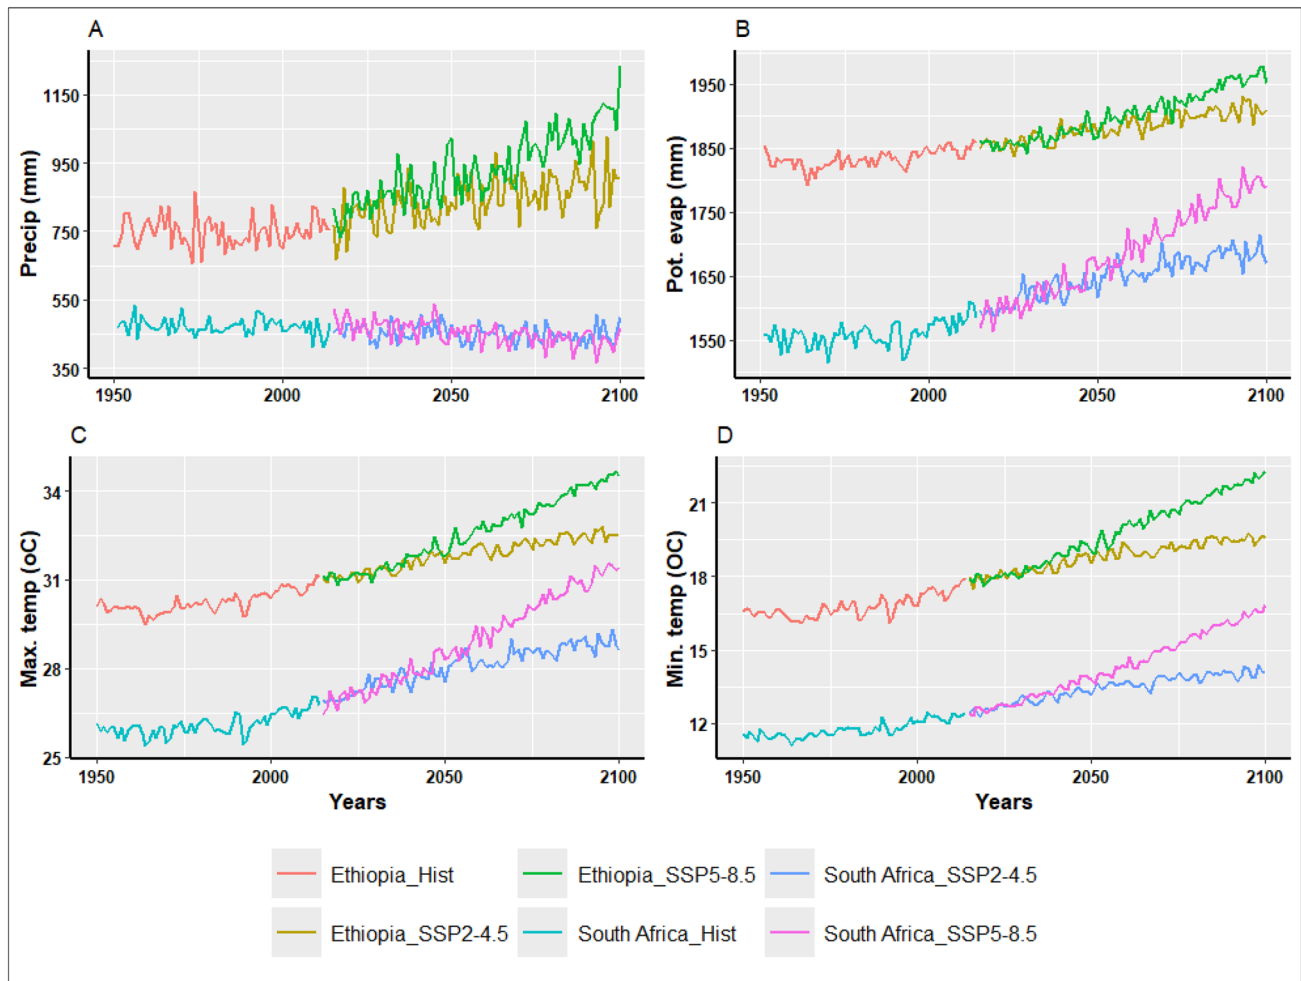 A
Precip (mm)
1150
950
750
550
350
1950
2000
2050
2100
B
Pot. evap (mm)
1950
1850
1750
1650
1550
1950
2000
2050
2100
C
Max. temp (oC)
34
31
28
25
1950
2000
2050
2100
Years
D
Min. temp (OC)
21
18
15
12
1950
2000
2050
2100
Years
Ethiopia_Hist
Ethiopia_SSP5-8.5
South Africa_SSP2-4.5
Ethiopia_SSP2-4.5
South Africa_Hist
South Africa_SSP5-8.5